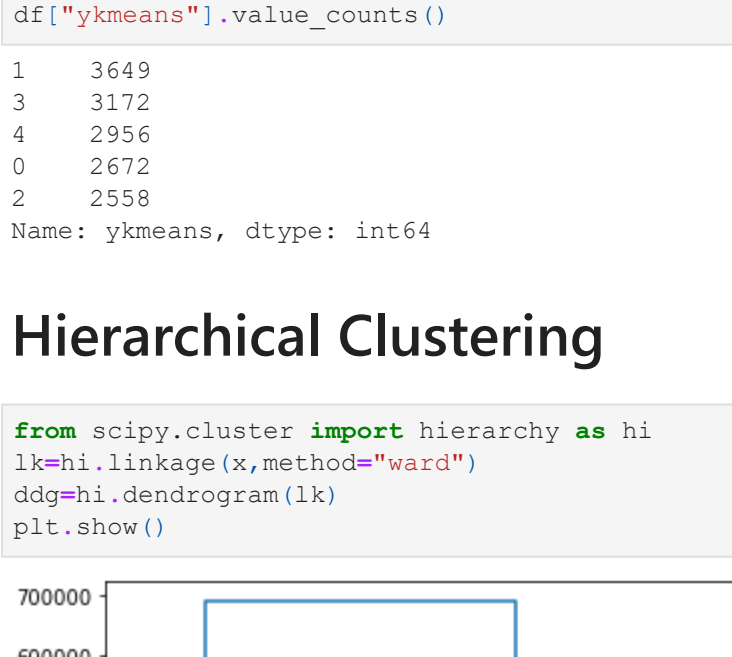 df["ykmeans"].value_counts()
1     3649
3     3172
4     2956
0     2672
2     2558
Name: ykmeans, dtype: int64
Hierarchical Clustering
from scipy.cluster import hierarchy as hi
lk=hi.linkage(x,method="ward")
ddg=hi.dendrogram(lk)
plt.show()
700000
600000